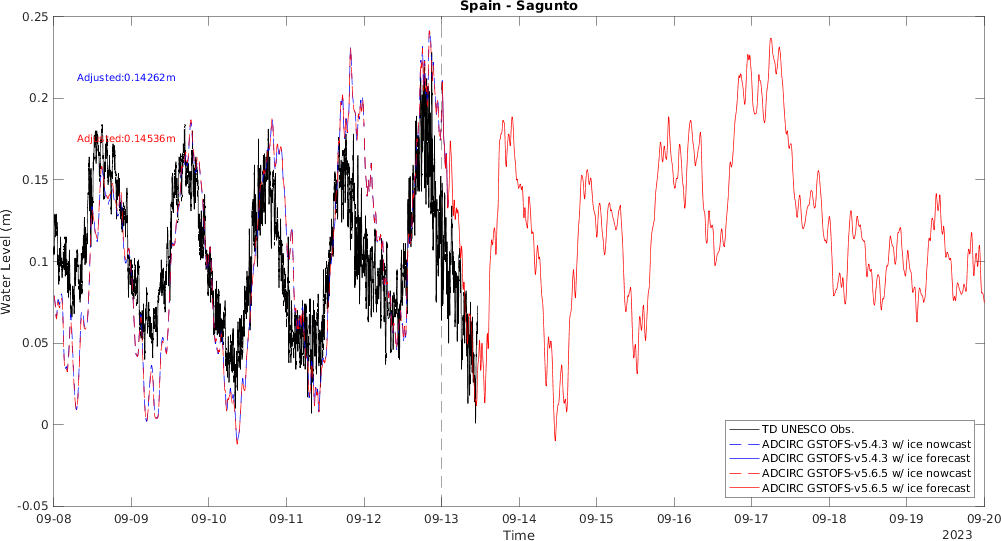 Spain - Sagunto
0.25
0.2
0.15
0.1
0.05
0
-0.05
Water Level (m)
Adjusted:0.14262m
Adjusted:0.14536m
TD UNESCO Obs.
ADCIRC GSTOFS-v5.4.3 w/ ice nowcast
ADCIRC GSTOFS-v5.4.3 w/ ice forecast
ADCIRC GSTOFS-v5.6.5 w/ ice nowcast
ADCIRC GSTOFS-v5.6.5 w/ ice forecast
09-08 09-09 09-10 09-11 09-12 09-13 09-14 09-15 09-16 09-17 09-18 09-19 09-20
Time
2023